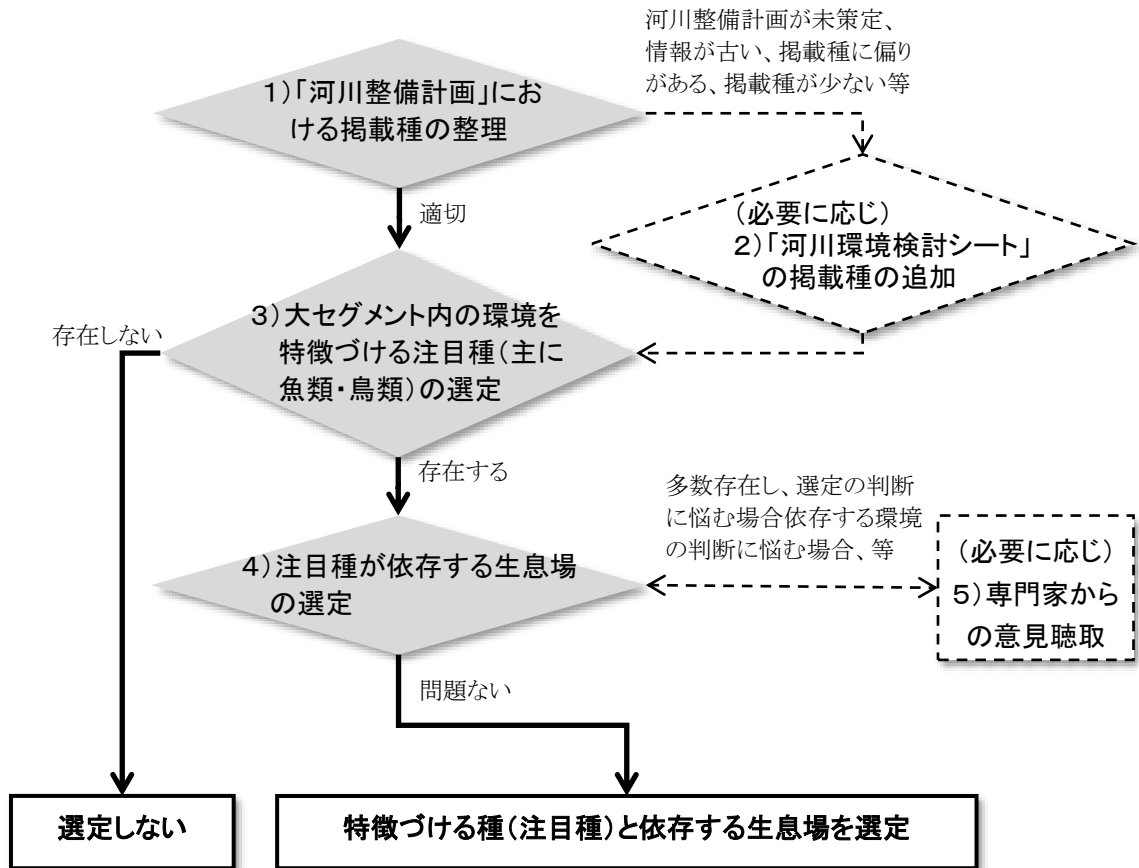 河川整備計画が未策定、
情報が古い、掲載種に偏り
がある、掲載種が少ない等
1)「河川整備計画」にお
ける掲載種の整理
適切
(必要に応じ)
2)「河川環境検討シート」
の掲載種の追加
存在しない
3)大セグメント内の環境を
特徴づける注目種(主に
魚類・鳥類)の選定
存在する
多数存在し、選定の判断
に悩む場合依存する環境
の判断に悩む場合、等
4)注目種が依存する生息場
の選定
(必要に応じ)
5)専門家から
の意見聴取
問題ない
選定しない
特徴づける種(注目種)と依存する生息場を選定